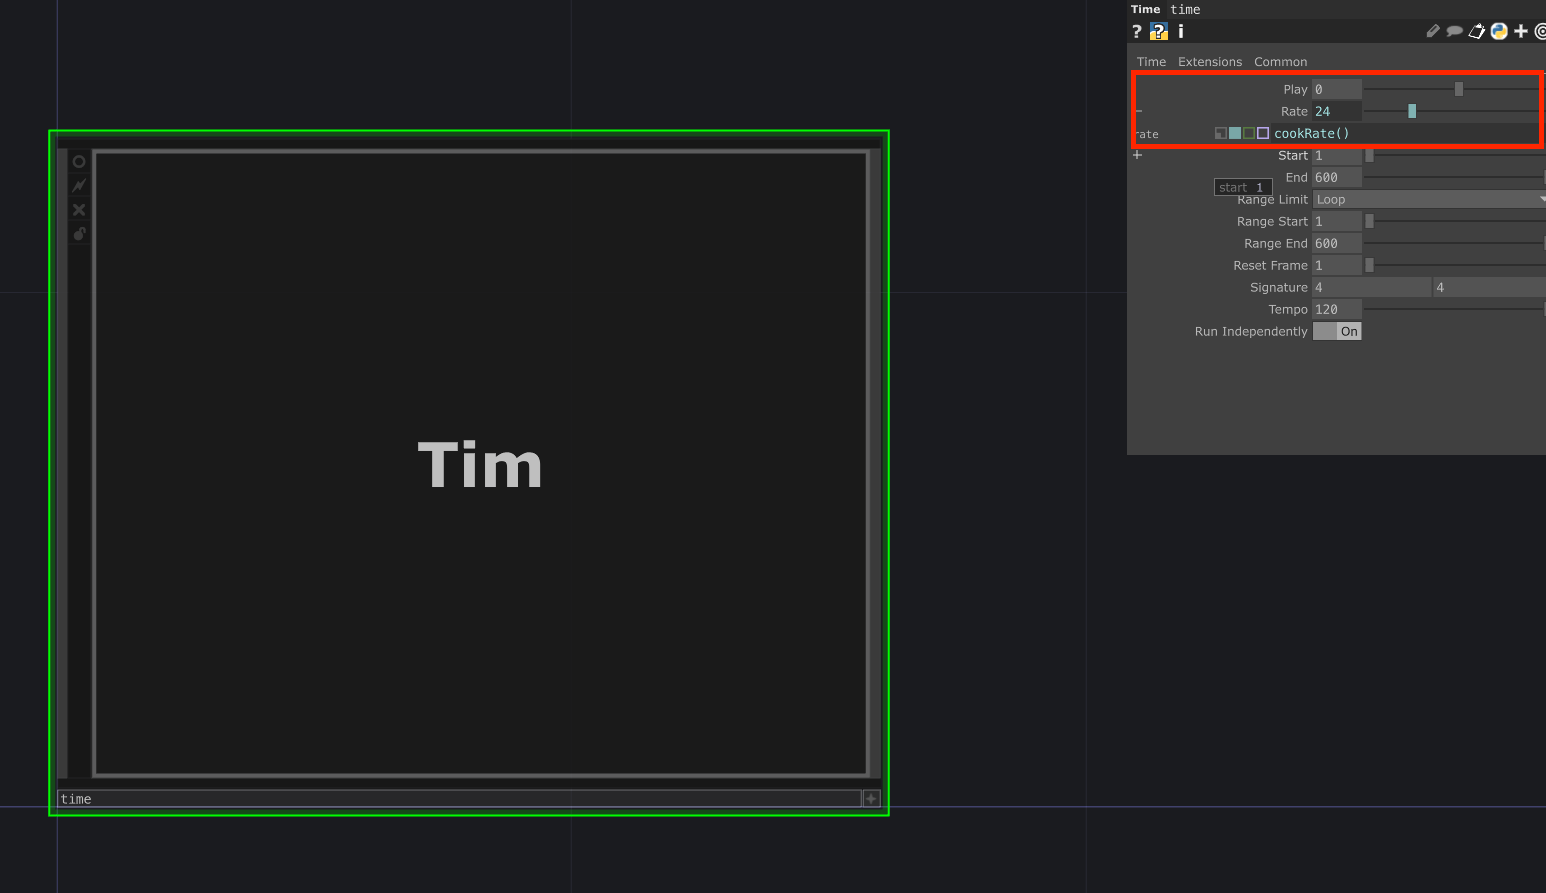 Time time
? ? i
Time Extensions Common
Play 0
Rate 24
rate cookRate()
+ Start 1
End 600
start 1
Range Limit Loop
Range Start 1
Range End 600
Reset Frame 1
Signature 4 4
Tempo 120
Run Independently On
Tim
time